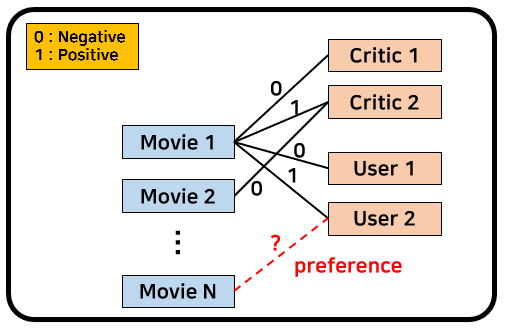 0 : Negative
1 : Positive
Critic 1
0
1
Critic 2
Movie 1
0
User 1
1
Movie 2
0
User 2
⋮
?
preference
Movie N